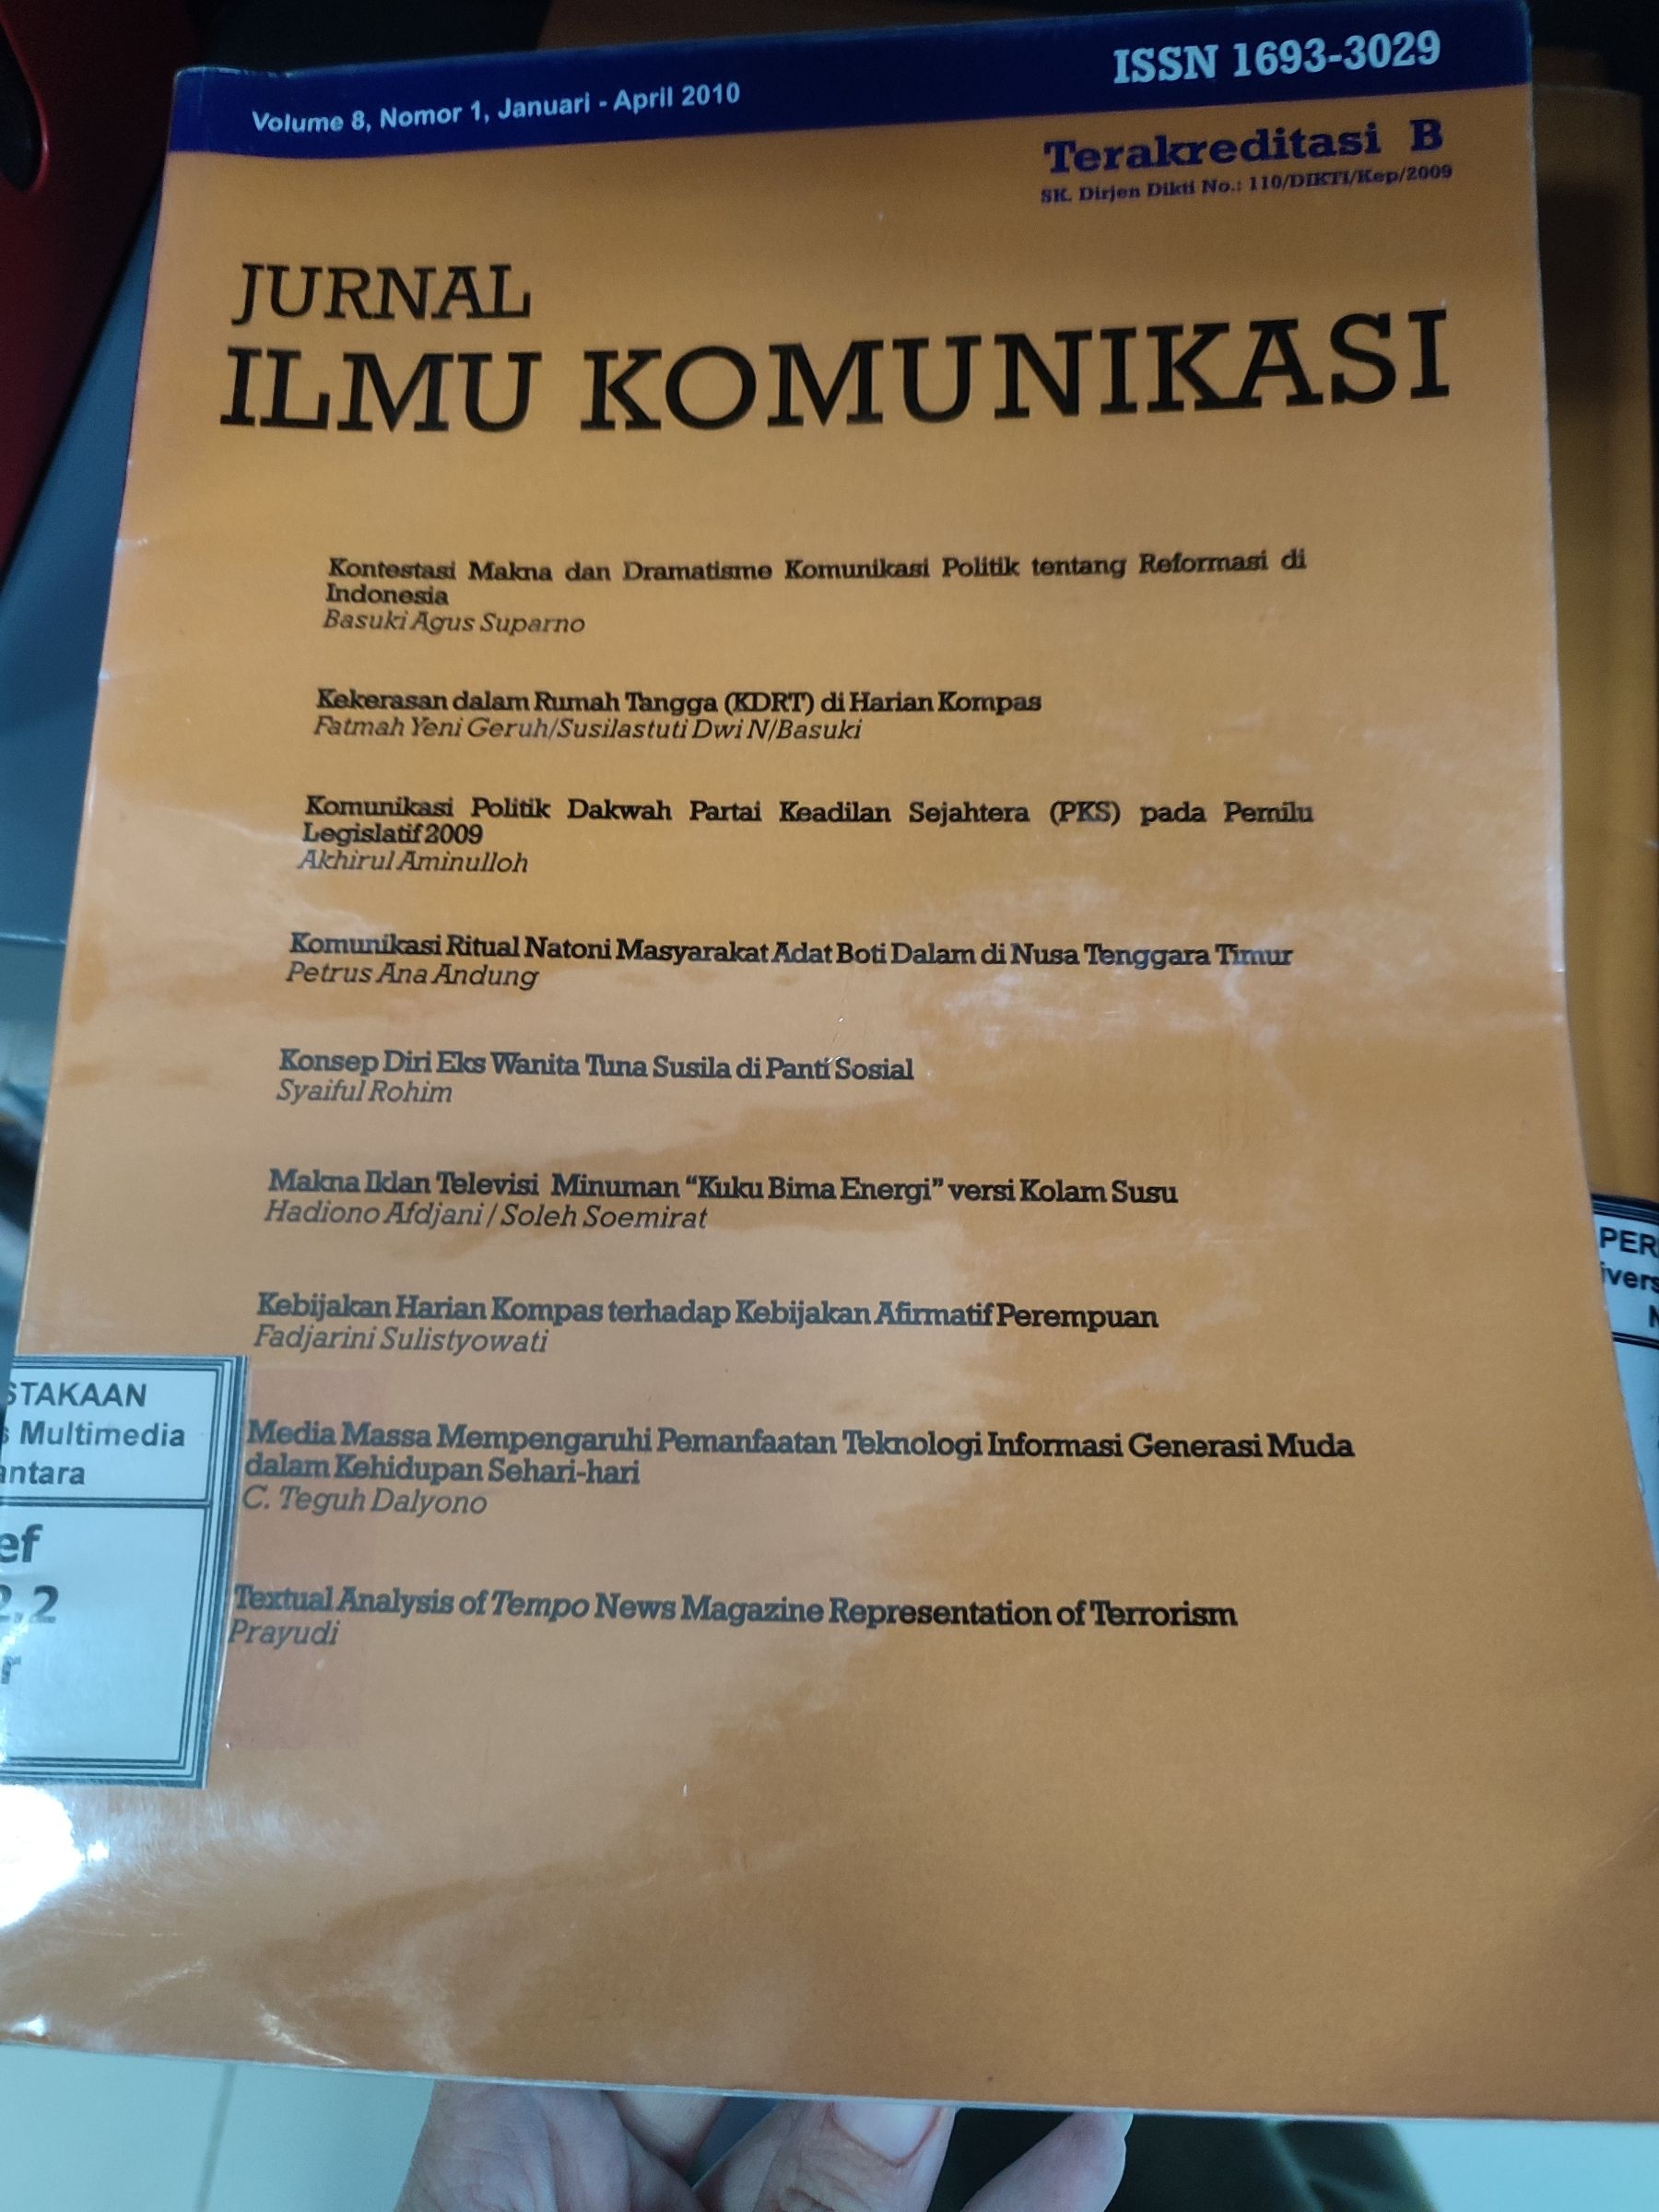 Volume 8, Nomor 1, Januari - April 2010
ISSN 1693-3029
Terakreditasi B
SK. Dirjen Dikti No.: 110/DIKTI/Kep/2009
JURNAL
ILMU KOMUNIKASI
Kontestasi Makna dan Dramatisme Komunikasi Politik tentang Reformasi di
Indonesia
Basuki Agus Suparno
Kekerasan dalam Rumah Tangga (KDRT) di Harian Kompas
Fatmah Yeni Geruh/Susilastuti Dwi N/Basuki
Komunikasi Politik Dakwah Partai Keadilan Sejahtera (PKS) pada Pemilu
Legislatif 2009
Akhirul Aminulloh
Komunikasi Ritual Natoni Masyarakat Adat Boti Dalam di Nusa Tenggara Timur
Petrus Ana Andung
Konsep Diri Eks Wanita Tuna Susila di Panti Sosial
Syaiful Rohim
Makna Iklan Televisi Minuman “Kuku Bima Energi” versi Kolam Susu
Hadiono Afdjani / Soleh Soemirat
Kebijakan Harian Kompas terhadap Kebijakan Afirmatif Perempuan
Fadjarini Sulistyowati
Media Massa Mempengaruhi Pemanfaatan Teknologi Informasi Generasi Muda
dalam Kehidupan Sehari-hari
C. Teguh Dalyono
Textual Analysis of Tempo News Magazine Representation of Terrorism
Prayudi
STAKAAN
s Multimedia
antara
ef
2.2
r
PER
ivers